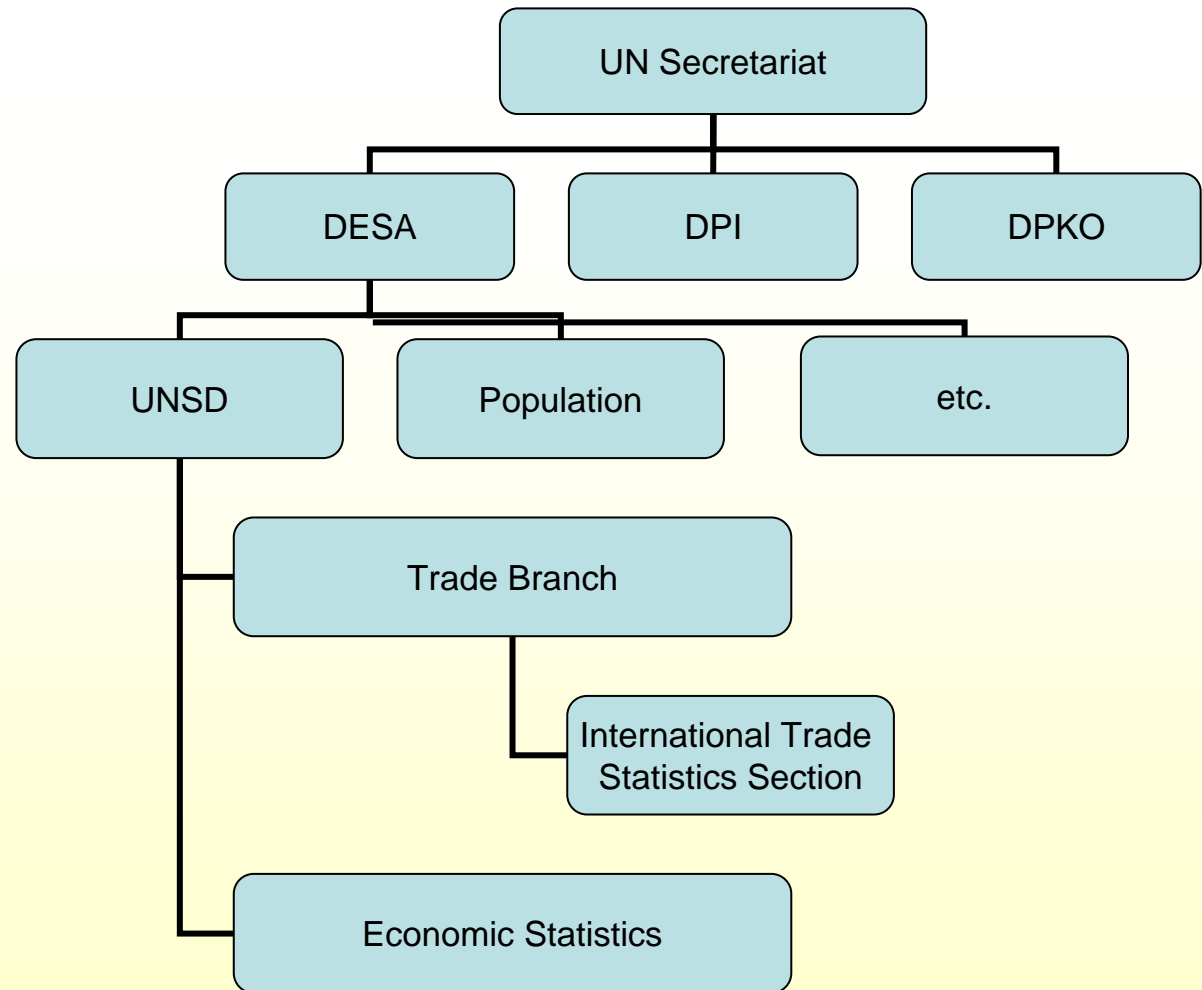 UN Secretariat
DESA
DPI
DPKO
UNSD
Population
etc.
Trade Branch
International Trade
Statistics Section
Economic Statistics